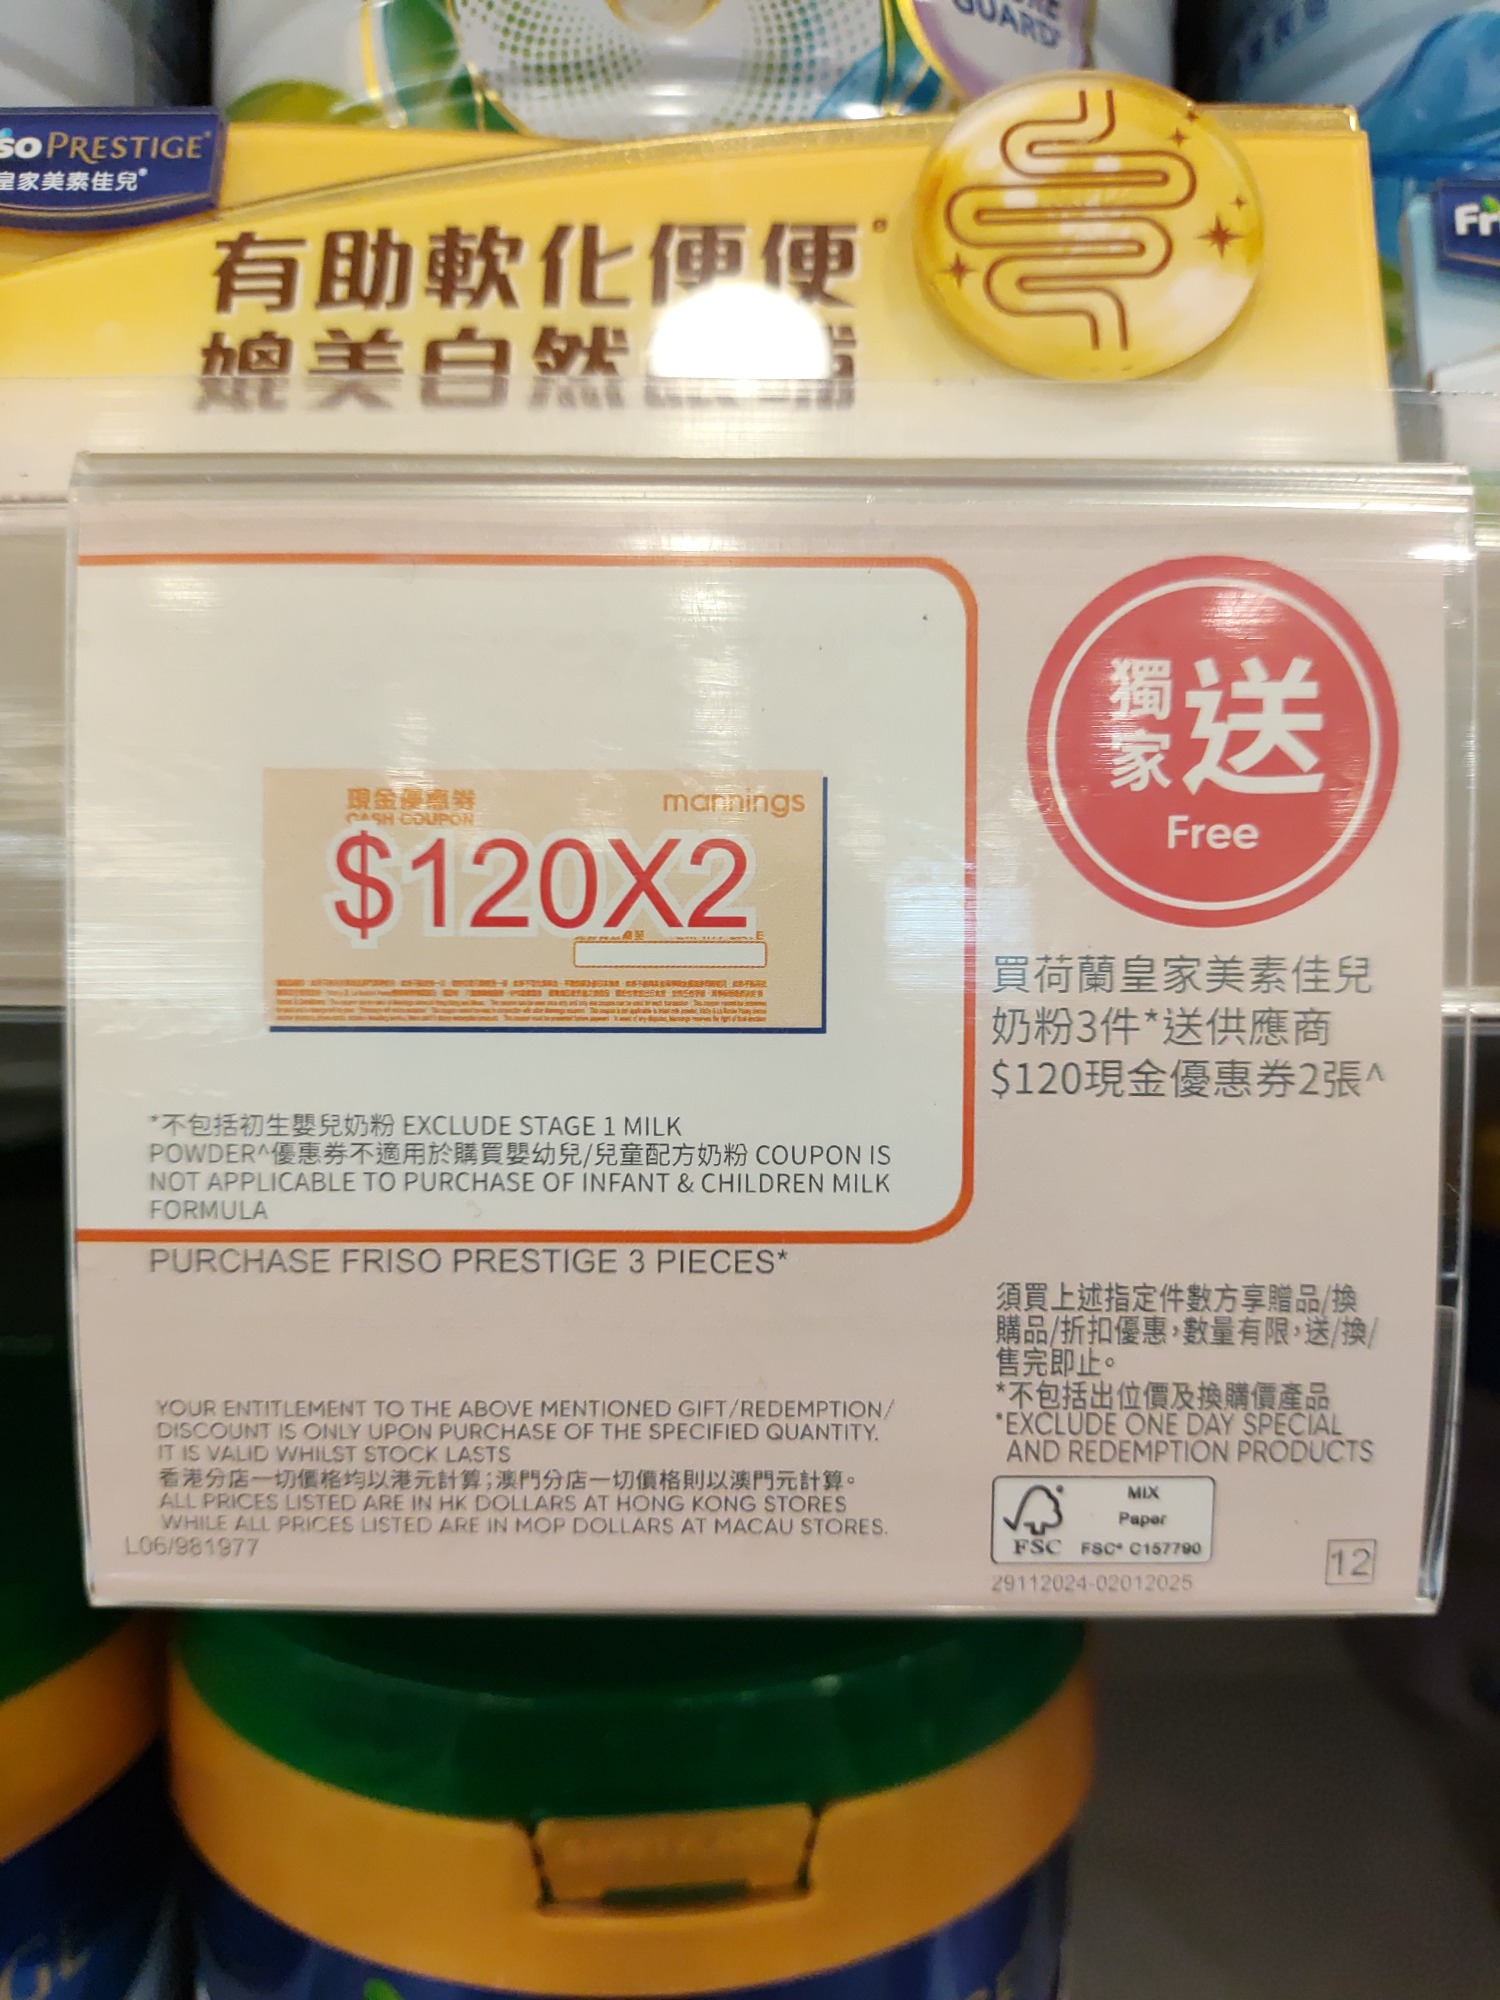 URE
GUARD
so PRESTIGE
皇家美素佳兒
Fr
有助軟化便便
媲美自然
獨家 送
Free
現金優惠券
mannings
CASH COUPON
$120X2
買荷蘭皇家美素佳兒
奶粉3件*送供應商
$120現金優惠券2張^
*不包括初生嬰兒奶粉 EXCLUDE STAGE 1 MILK
POWDER^優惠券不適用於購買嬰幼兒/兒童配方奶粉 COUPON IS
NOT APPLICABLE TO PURCHASE OF INFANT & CHILDREN MILK
FORMULA
PURCHASE FRISO PRESTIGE 3 PIECES*
須買上述指定件數方享贈品/換
購品/折扣優惠,數量有限,送/換/
售完即止。
*不包括出位價及換購價產品
*EXCLUDE ONE DAY SPECIAL
AND REDEMPTION PRODUCTS
YOUR ENTITLEMENT TO THE ABOVE MENTIONED GIFT/REDEMPTION/
DISCOUNT IS ONLY UPON PURCHASE OF THE SPECIFIED QUANTITY.
IT IS VALID WHILST STOCK LASTS
香港分店一切價格均以港元計算;澳門分店一切價格則以澳門元計算。
ALL PRICES LISTED ARE IN HK DOLLARS AT HONG KONG STORES
WHILE ALL PRICES LISTED ARE IN MOP DOLLARS AT MACAU STORES.
L06/981977
MIX
Paper
FSC FSC® C157790
29112024-02012025
12